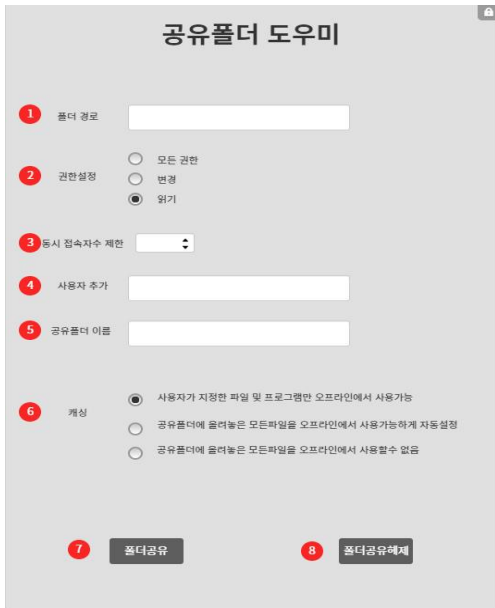 공유폴더 도우미
1 폴더 경로
2 권한설정
모든 권한
변경
읽기
3 동시 접속자수 제한
4 사용자 추가
5 공유폴더 이름
6 캐싱
사용자가 지정한 파일 및 프로그램만 오프라인에서 사용가능
공유폴더에 올려놓은 모든파일을 오프라인에서 사용가능하게 자동설정
공유폴더에 올려놓은 모든파일을 오프라인에서 사용할수 없음
7 폴더공유
8 폴더공유해제